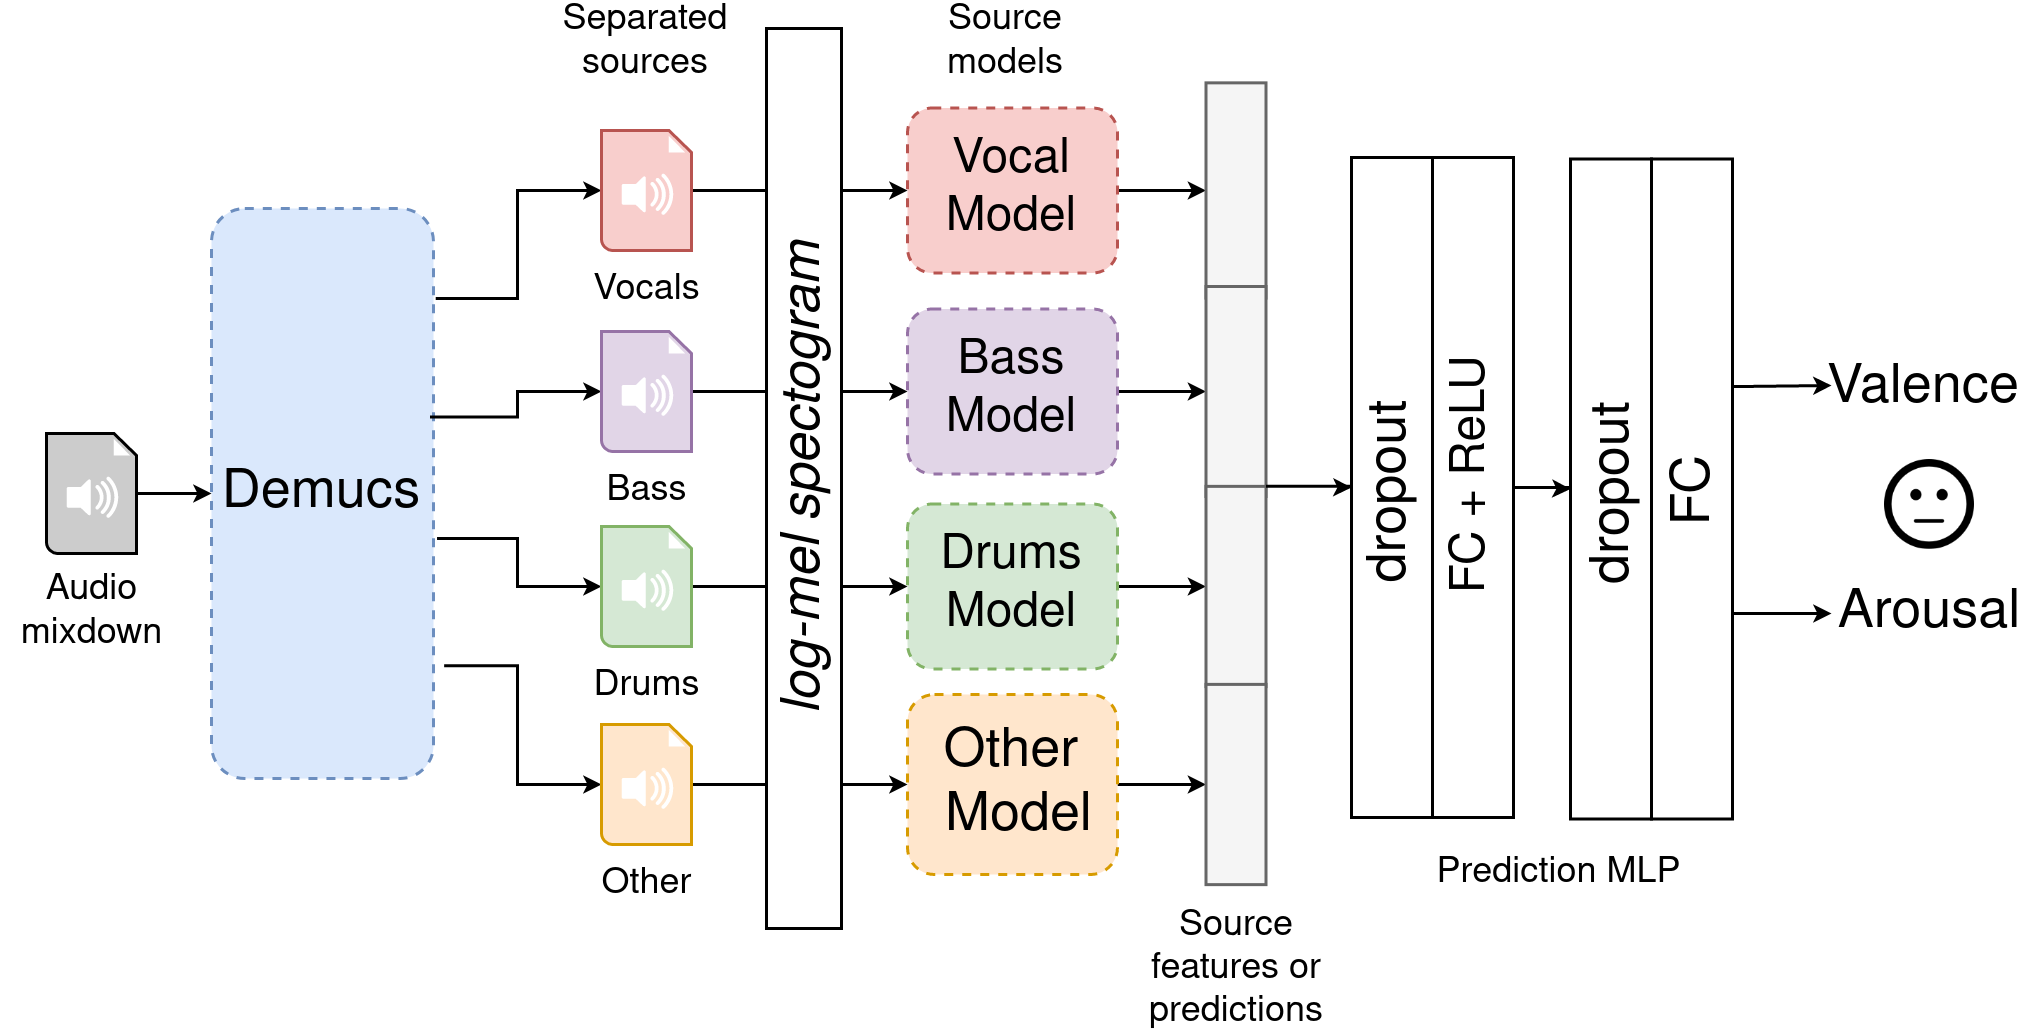 Audio
mixdown
Demucs
Separated
sources
Vocals
Bass
Drums
Other
log-mel spectogram
Source
models
Vocal
Model
Bass
Model
Drums
Model
Other
Model
Source
features or
predictions
dropout
FC + ReLU
dropout
FC
Prediction MLP
Valence
Arousal